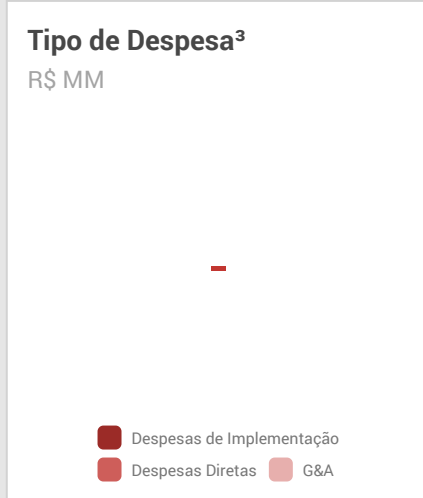 Tipo de Despesa³
R$ MM
-
Despesas de Implementação
Despesas Diretas G&A